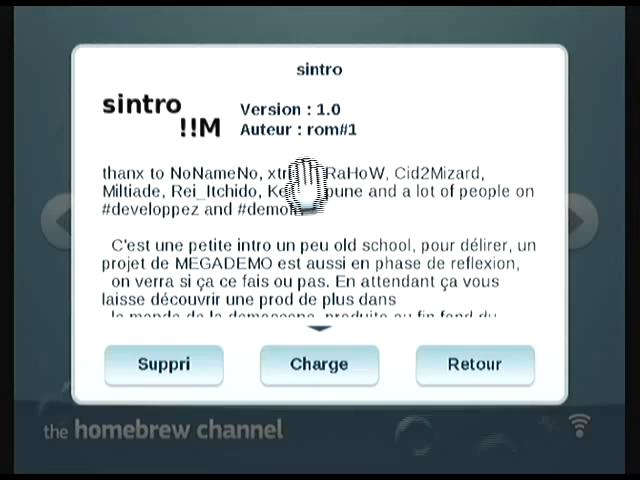 sintro
sintro
!!M
Version : 1.0
Auteur : rom#1
thanx to NoNameNo, RaHoW, Cid2Mizard,
Miltiade, Rei_Itchido, and a lot of people on
#developpez and
C'est une petite intro un peu old school, pour délirer, un
projet de MEGADEMO est aussi en phase de reflexion,
on verra si ça ce fais ou pas. En attendant ça vous
laisse découvrir une prod de plus dans
Suppri
Charge
Retour
the homebrew channel